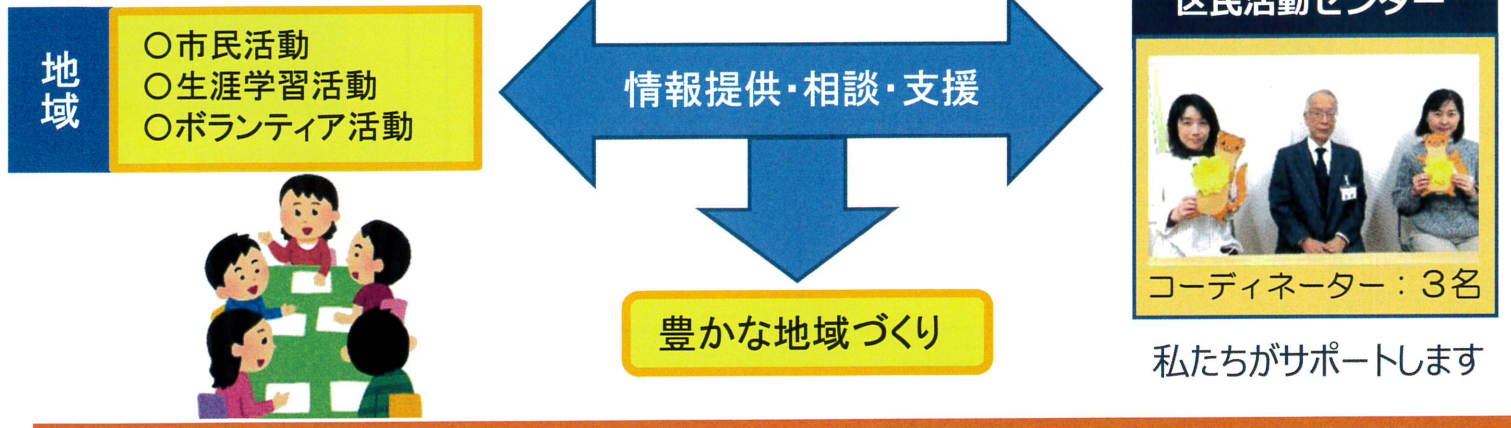 地域
○市民活動
○生涯学習活動
○ボランティア活動
情報提供・相談・支援
豊かな地域づくり
区民活動センター
コーディネーター：３名
私たちがサポートします